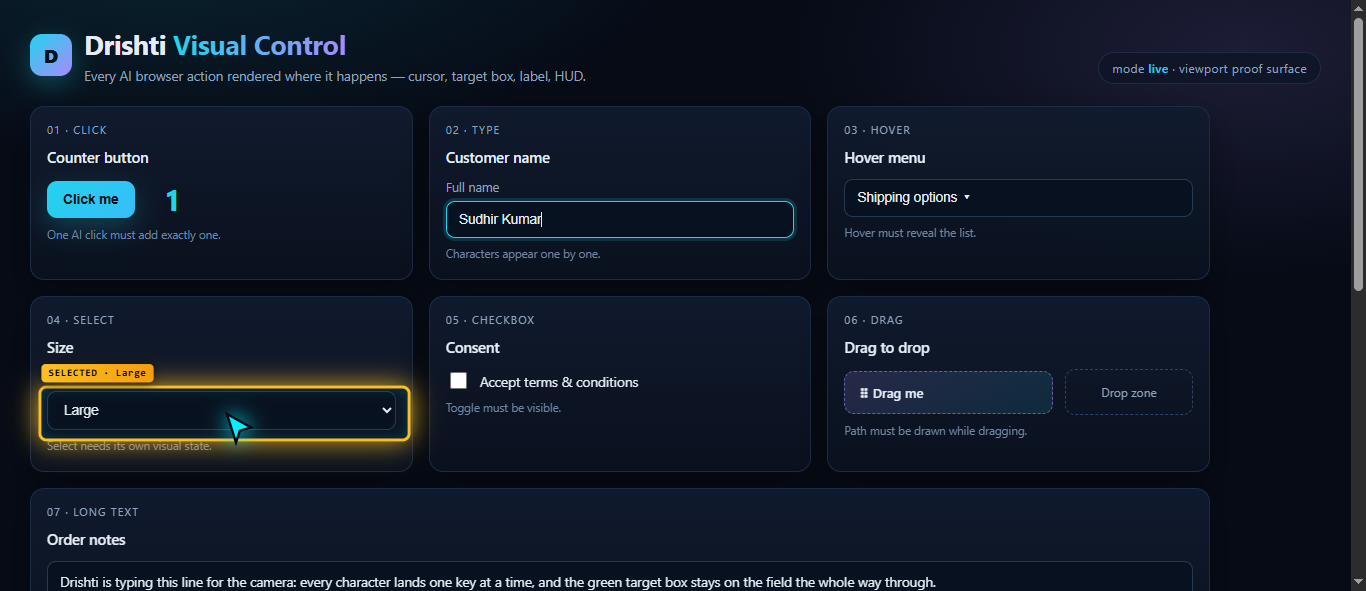 D
Drishti Visual Control
Every AI browser action rendered where it happens — cursor, target box, label, HUD.
mode live · viewport proof surface
01 · CLICK
Counter button
Click me
1
One AI click must add exactly one.
02 · TYPE
Customer name
Full name
Sudhir Kumar
Characters appear one by one.
03 · HOVER
Hover menu
Shipping options ▾
Hover must reveal the list.
04 · SELECT
Size
SELECTED · Large
Large
Select needs its own visual state.
05 · CHECKBOX
Consent
Accept terms & conditions
Toggle must be visible.
06 · DRAG
Drag to drop
⠿ Drag me
Drop zone
Path must be drawn while dragging.
07 · LONG TEXT
Order notes
Drishti is typing this line for the camera: every character lands one key at a time, and the green target box stays on the field the whole way through.